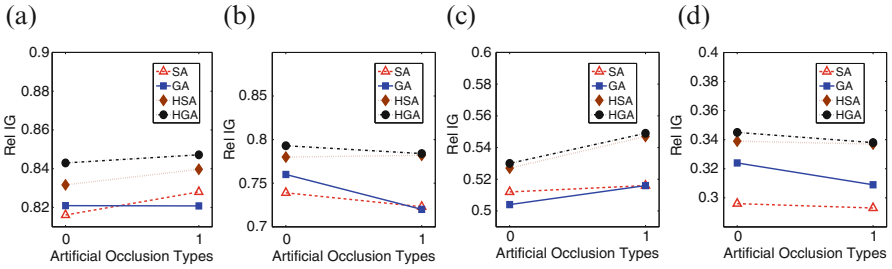 (a)
Rel IG
0.9
0.88
0.86
0.84
0.82
SA
GA
HSA
HGA
0 1
Artificial Occlusion Types
(b)
Rel IG
0.85
0.8
0.75
0.7
SA
GA
HSA
HGA
0 1
Artificial Occlusion Types
(c)
Rel IG
0.6
0.58
0.56
0.54
0.52
0.5
SA
GA
HSA
HGA
0 1
Artificial Occlusion Types
(d)
Rel IG
0.4
0.38
0.36
0.34
0.32
0.3
SA
GA
HSA
HGA
0 1
Artificial Occlusion Types